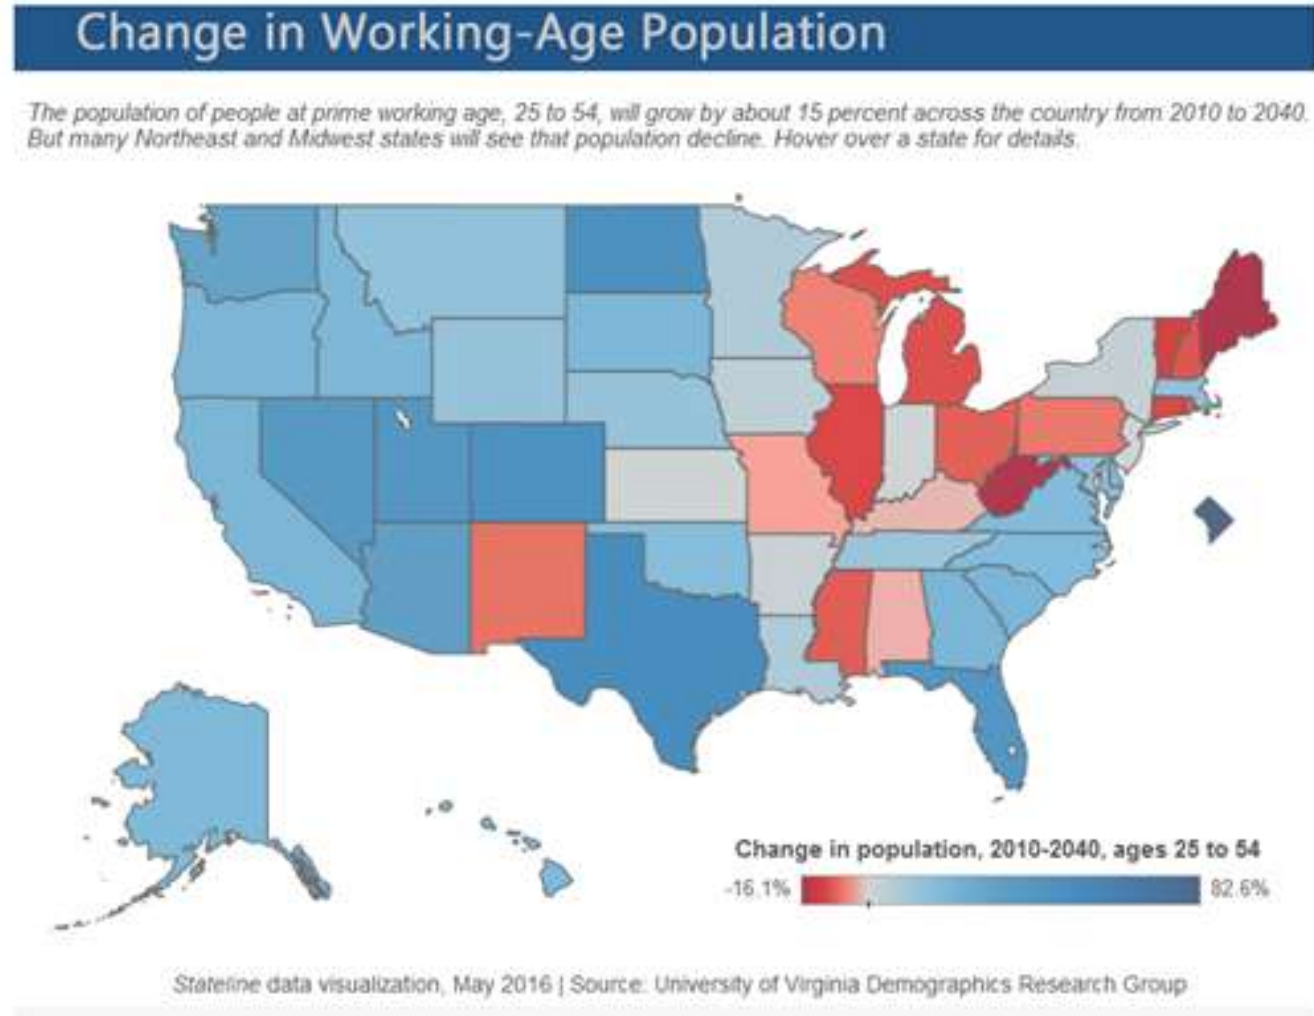 Change in Working-Age Population
The population of people at prime working age, 25 to 54, will grow by about 15 percent across the country from 2010 to 2040.
But many Northeast and Midwest states will see that population decline. Hover over a state for details.
Change in population, 2010-2040, ages 25 to 54
-16.1% 82.6%
Stateline data visualization, May 2016 | Source: University of Virginia Demographics Research Group